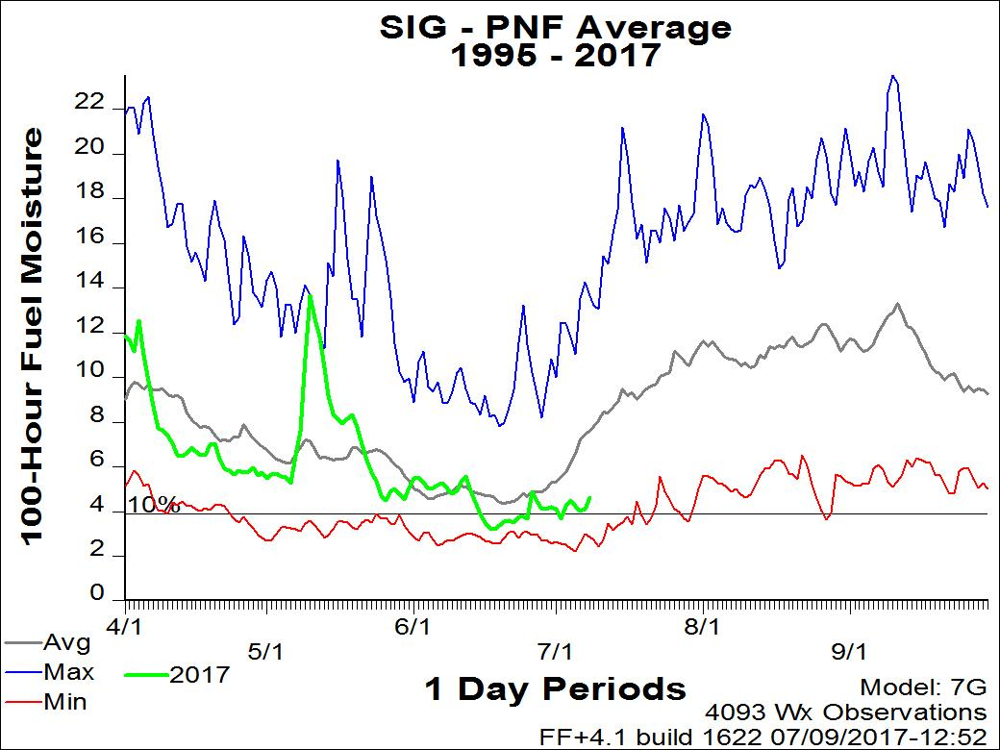 SIG - PNF Average
1995 - 2017
100-Hour Fuel Moisture
22
20
18
16
14
12
10
8
6
4
2
0
10%
4/1
5/1
6/1
7/1
8/1
9/1
1 Day Periods
Avg
Max
Min
2017
Model: 7G
4093 Wx Observations
FF+4.1 build 1622 07/09/2017-12:52